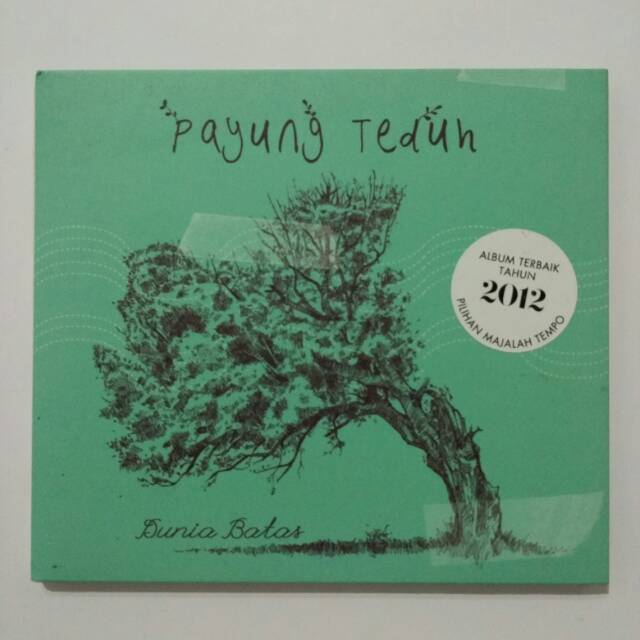 Payung Teduh
ALBUM TERBAIK
TAHUN
2012
PILIHAN MAJALAH TEMPO
Dunia Batas